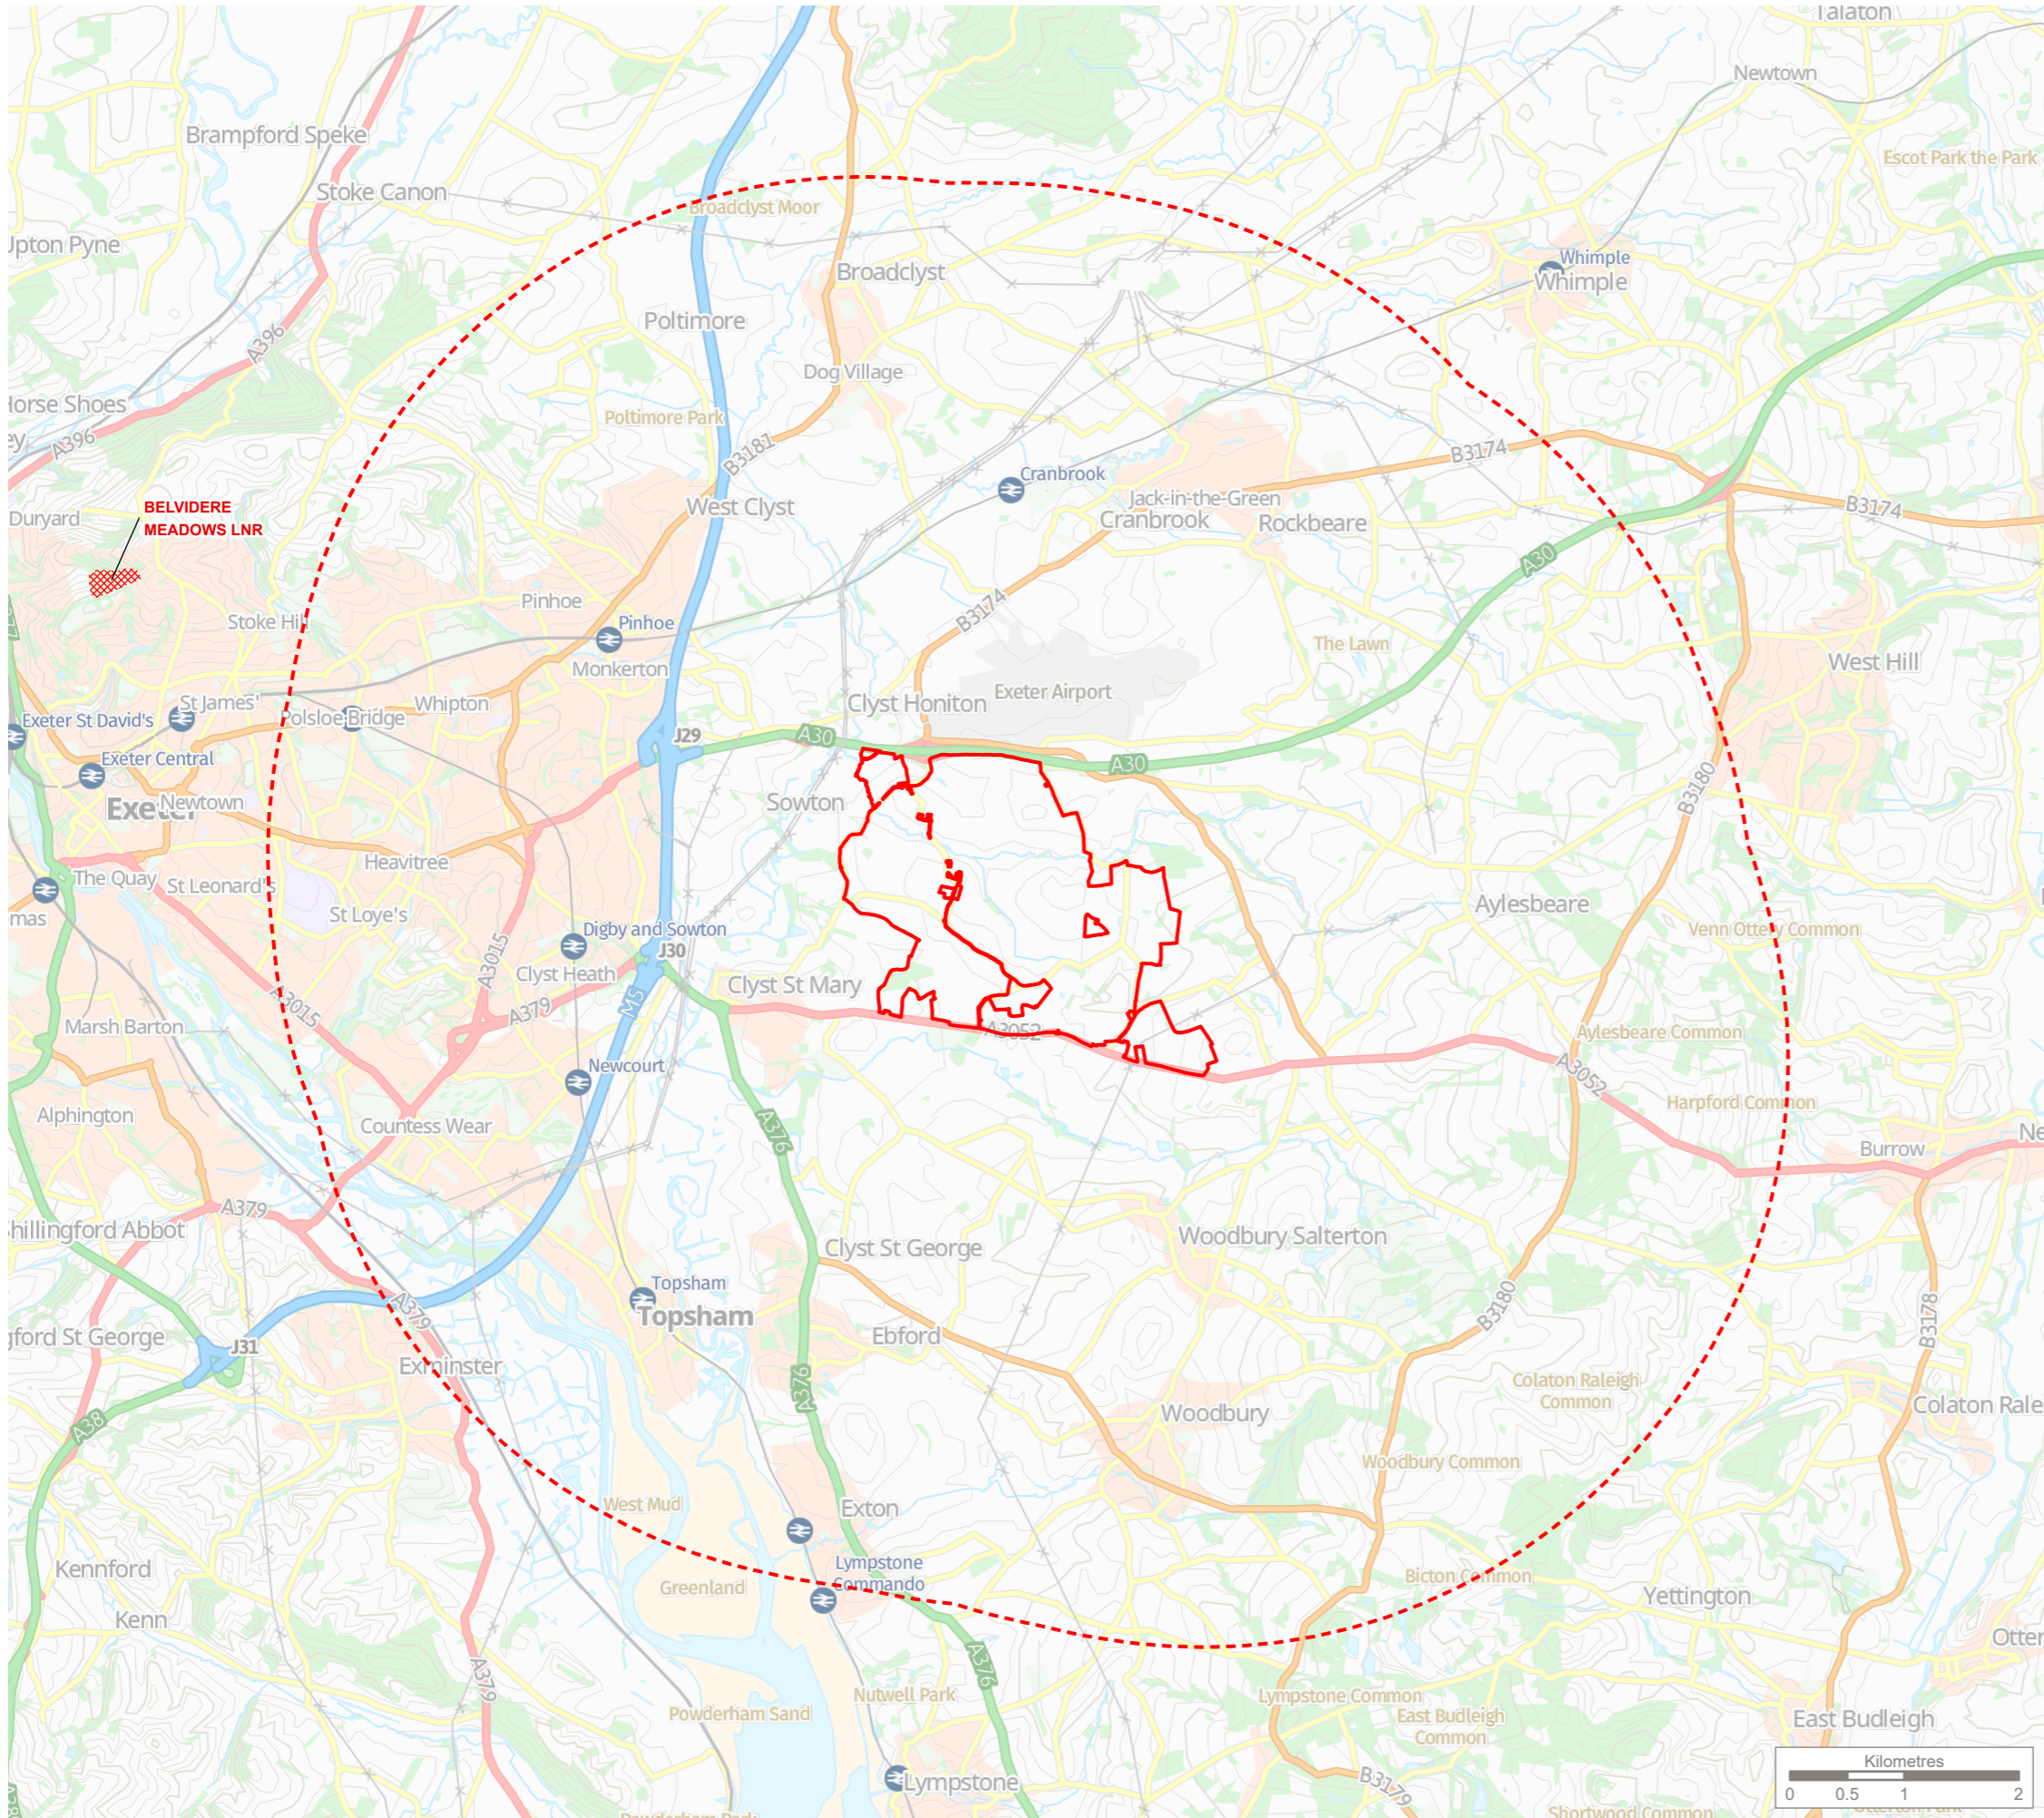 Talaton
Newtown
Brampford Speke
Escot Park the Park
Stoke Canon
Broadclyst Moor
Upton Pyne
Whimple
Whimple
Broadclyst
Poltimore
A396
Dog Village
Horse Shoes
Poltimore Park
A396
B3181
B3174
Cranbrook
Jack-in-the-Green
BELVIDERE
MEADOWS LNR
West Clyst
Cranbrook
Rockbeare
B3174
Duryard
A30
Pinhoe
B3174
Stoke Hill
Pinhoe
The Lawn
Monkerton
West Hill
Exeter Airport
St James'
Whipton
Clyst Honiton
Exeter St David's
Polsloe Bridge
J29
A30
Exeter Central
A30
B3180
Exeter
Newtown
Sowton
Heavitree
The Quay
St Leonard's
St Loye's
Aylesbeare
Digby and Sowton
Venn Ottery Common
J30
A3015
Clyst Heath
Clyst St Mary
A3015
A379
M5
Marsh Barton
A3052
Aylesbeare Common
Newcourt
A3052
Harpford Common
Alphington
Countess Wear
A376
Burrow
A379
Shillingford Abbot
Clyst St George
Woodbury Salterton
Topsham
Topsham
B3180
B3178
A379
Ebford
J31
Exminster
A376
Colaton Raleigh
Common
A38
Woodbury
Woodbury Common
West Mud
Exton
Kennford
Lympstone
Commando
Greenland
Bicton Common
Yettington
Kenn
A379
A376
Nutwell Park
Lympstone Common
Powderham Sand
East Budleigh
Common
East Budleigh
Kilometres
0 0.5 1 2
Lympstone
B3179
Shortwood Common